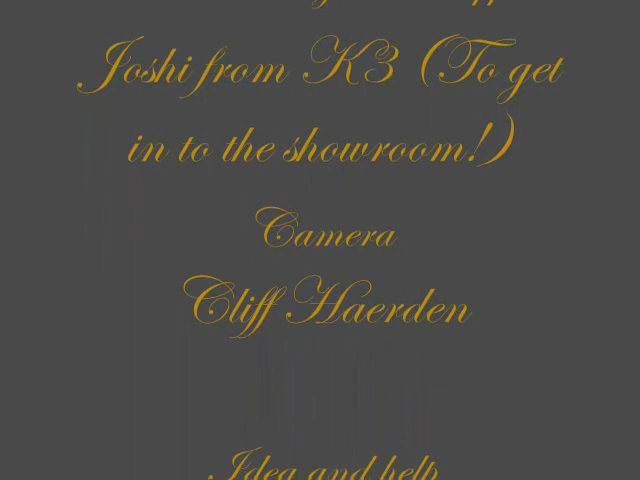 Joshi from K3 (To get
in to the showroom!)
Camera
Cliff Haerden
Idea and help